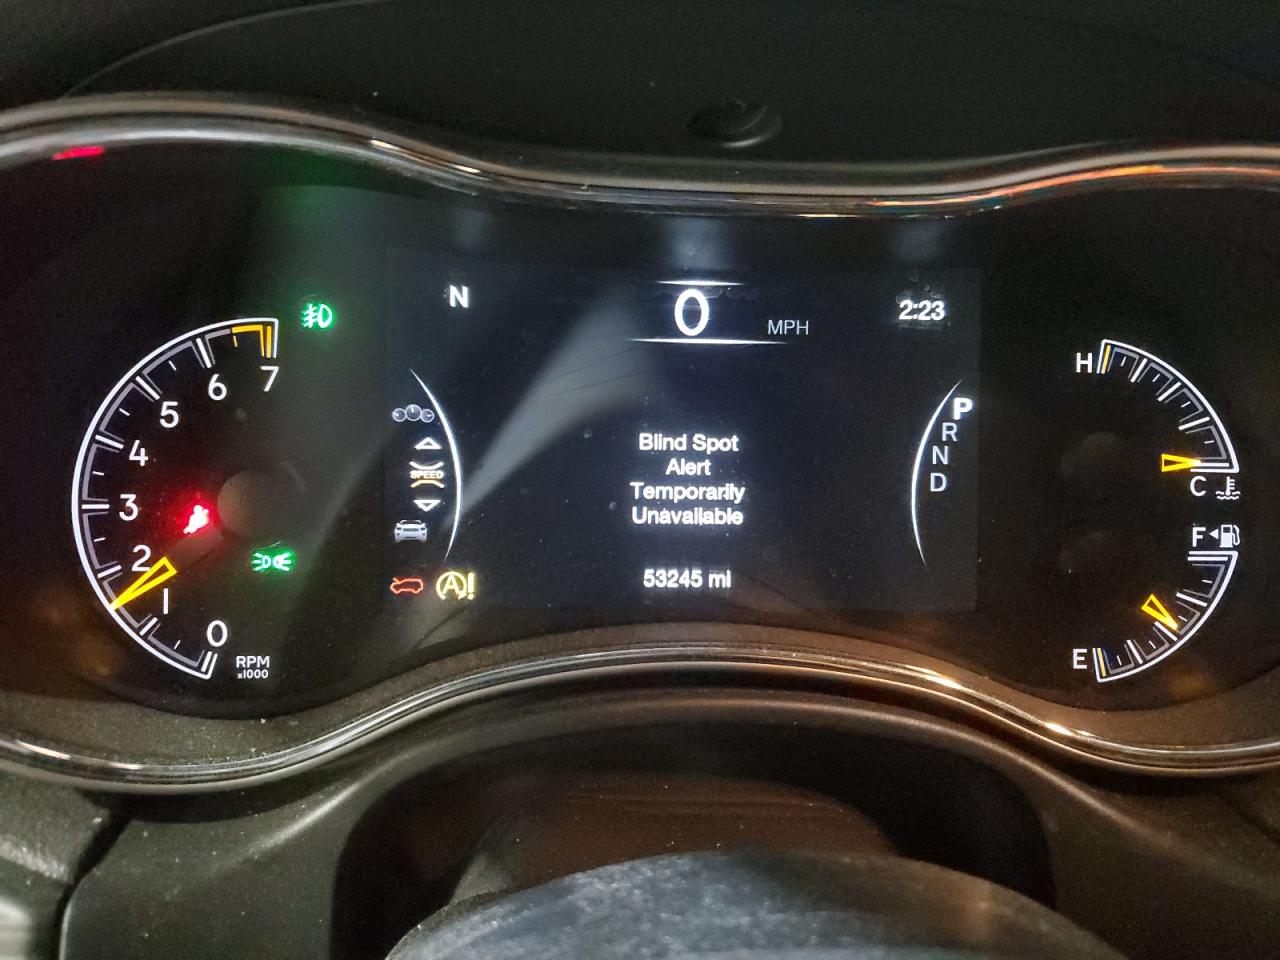 N
0
MPH
2:23
7
6
5
4
3
2
1
0
RPM
x1000
SPEED
A!
Blind Spot
Alert
Temporarily
Unavailable
53245 mi
P
R
N
D
H
C
F
E